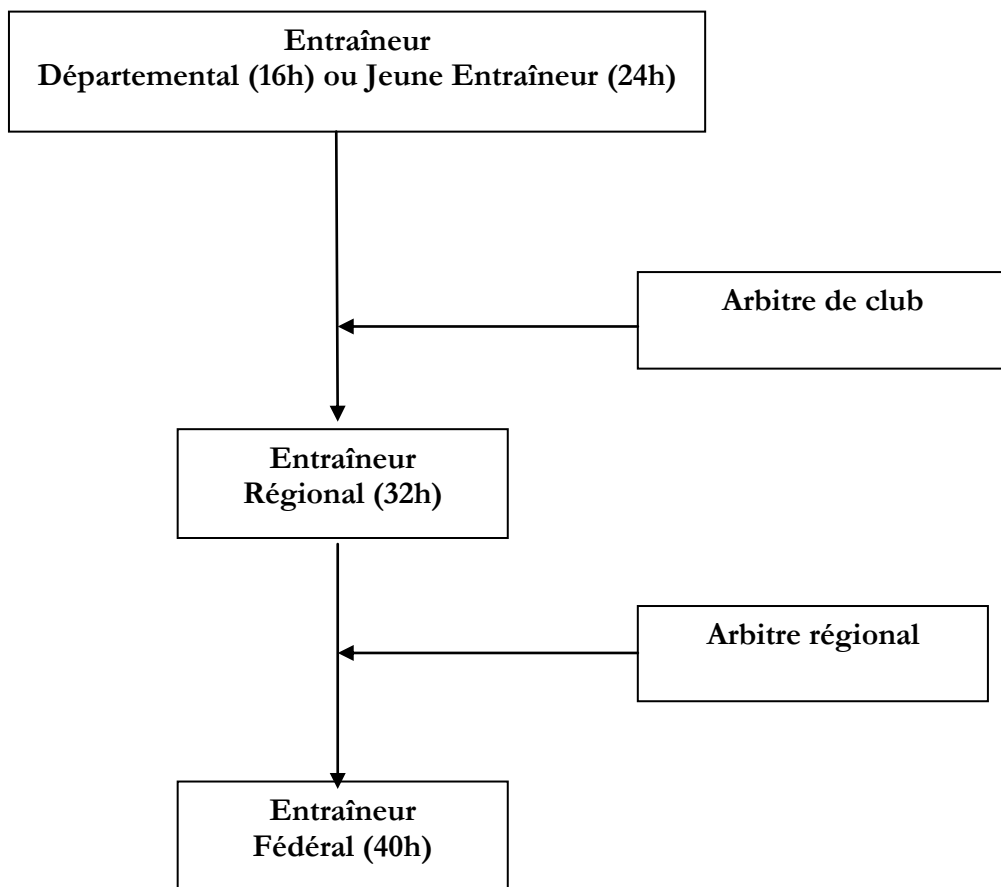 Entraîneur
Départemental (16h) ou Jeune Entraîneur (24h)
Arbitre de club
Entraîneur
Régional (32h)
Arbitre régional
Entraîneur
Fédéral (40h)